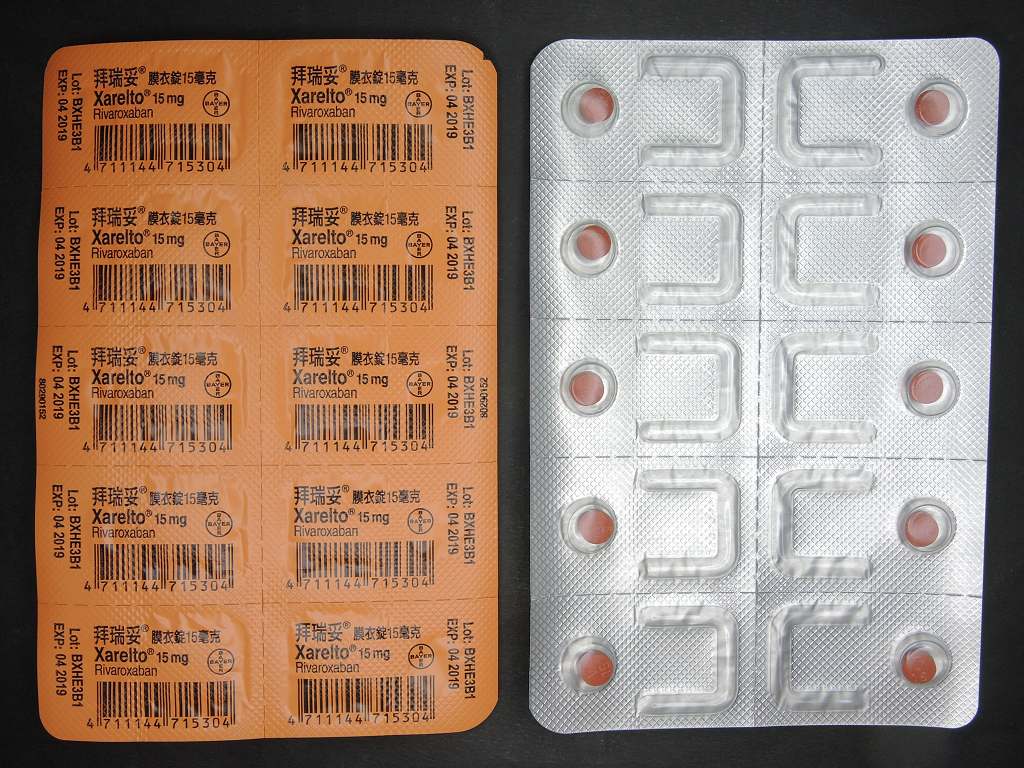 Lot: BXHE3B1
EXP: 04 2019
拜瑞妥® 膜衣錠15毫克
Xarelto® 15 mg
Rivaroxaban
BAYER
4 711144 715304
拜瑞妥® 膜衣錠15毫克
Xarelto® 15 mg
Rivaroxaban
BAYER
4 711144 715304
Lot: BXHE3B1
EXP: 04 2019
Lot: BXHE3B1
EXP: 04 2019
拜瑞妥® 膜衣錠15毫克
Xarelto® 15 mg
Rivaroxaban
BAYER
4 711144 715304
拜瑞妥® 膜衣錠15毫克
Xarelto® 15 mg
Rivaroxaban
BAYER
4 711144 715304
Lot: BXHE3B1
EXP: 04 2019
80290152
Lot: BXHE3B1
EXP: 04 2019
拜瑞妥® 膜衣錠15毫克
Xarelto® 15 mg
Rivaroxaban
BAYER
4 711144 715304
拜瑞妥® 膜衣錠15毫克
Xarelto® 15 mg
Rivaroxaban
BAYER
4 711144 715304
Lot: BXHE3B1
EXP: 04 2019
Lot: BXHE3B1
EXP: 04 2019
拜瑞妥® 膜衣錠15毫克
Xarelto® 15 mg
Rivaroxaban
BAYER
4 711144 715304
拜瑞妥® 膜衣錠15毫克
Xarelto® 15 mg
Rivaroxaban
BAYER
4 711144 715304
Lot: BXHE3B1
EXP: 04 2019
Lot: BXHE3B1
EXP: 04 2019
拜瑞妥® 膜衣錠15毫克
Xarelto® 15 mg
Rivaroxaban
BAYER
4 711144 715304
拜瑞妥® 膜衣錠15毫克
Xarelto® 15 mg
Rivaroxaban
BAYER
4 711144 715304
Lot: BXHE3B1
EXP: 04 2019